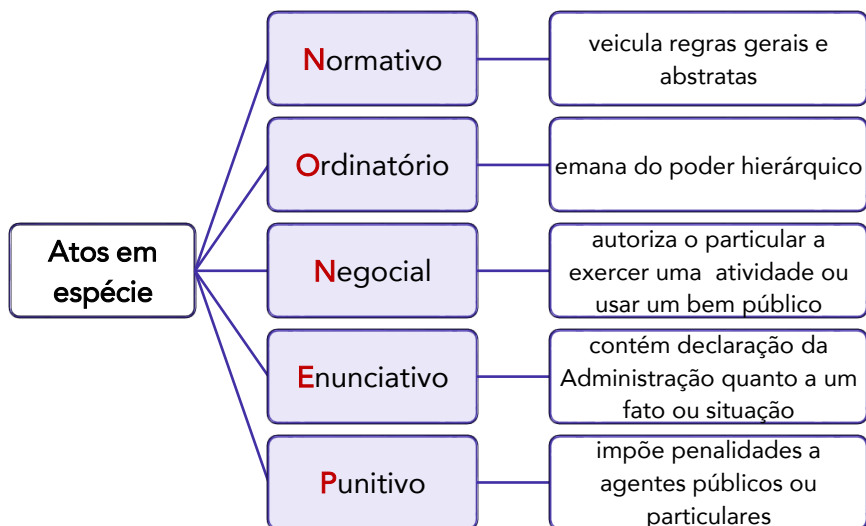 Atos em
espécie
Normativo
veicula regras gerais e
abstratas
Ordinatório
emana do poder hierárquico
Negocial
autoriza o particular a
exercer uma atividade ou
usar um bem público
Enunciativo
contém declaração da
Administração quanto a um
fato ou situação
Punitivo
impõe penalidades a
agentes públicos ou
particulares